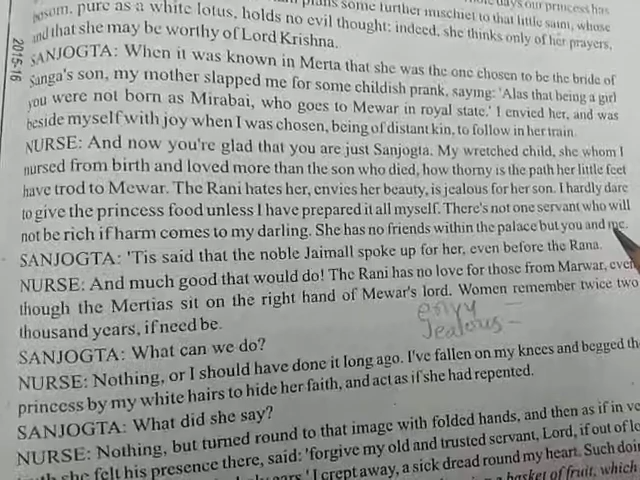 plans some further mischief to that little saint, whose
bosom, pure as a white lotus, holds no evil thought: indeed, she thinks only of her prayers,
and that she may be worthy of Lord Krishna.
2015-16
SANJOGTA: When it was known in Merta that she was the one chosen to be the bride of
Sanga's son, my mother slapped me for some childish prank, saying: 'Alas that being a girl
you were not born as Mirabai, who goes to Mewar in royal state.' I envied her, and was
beside myself with joy when I was chosen, being of distant kin, to follow in her train.
NURSE: And now you're glad that you are just Sanjogta. My wretched child, she whom I
nursed from birth and loved more than the son who died, how thorny is the path her little feet
have trod to Mewar. The Rani hates her, envies her beauty, is jealous for her son. I hardly dare
to give the princess food unless I have prepared it all myself. There's not one servant who will
not be rich if harm comes to my darling. She has no friends within the palace but you and me.
SANJOGTA: 'Tis said that the noble Jaimall spoke up for her, even before the Rana.
NURSE: And much good that would do! The Rani has no love for those from Marwar, even
though the Mertias sit on the right hand of Mewar's lord. Women remember twice two
thousand years, if need be.
envy –
Jealous –
SANJOGTA: What can we do?
NURSE: Nothing, or I should have done it long ago. I've fallen on my knees and begged the
princess by my white hairs to hide her faith, and act as if she had repented.
SANJOGTA: What did she say?
NURSE: Nothing, but turned round to that image with folded hands, and then as if in
she felt his presence there, said: 'forgive my old and trusted servant, Lord, if out of
I crept away, a sick dread round my heart. Such
a basket of fruit, which